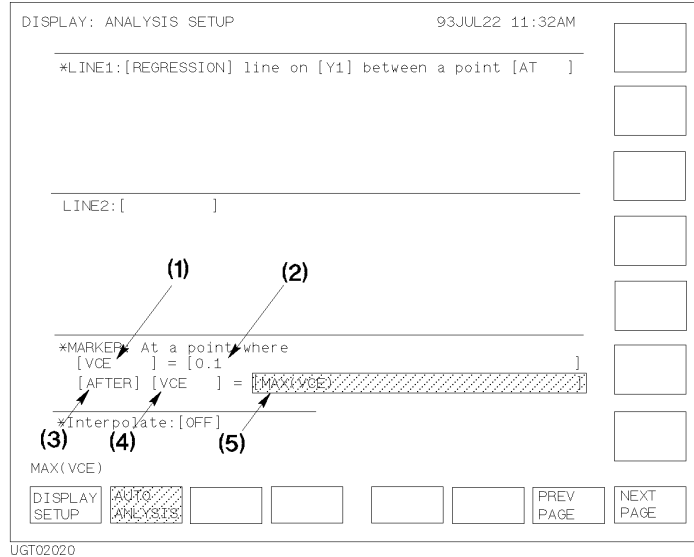 DISPLAY: ANALYSIS SETUP 93JUL22 11:32AM
*LINE1:[REGRESSION] line on [Y1] between a point [AT ]
LINE2:[ ]
(1) (2)
*MARKER* At a point where
[VCE ] = [0.1 ]
[AFTER] [VCE ] = [MAX(VCE) ]
*Interpolate:[OFF]
(3) (4) (5)
MAX(VCE)
DISPLAY SETUP
AUTO ANLYSIS
PREV PAGE
NEXT PAGE
UGT02020